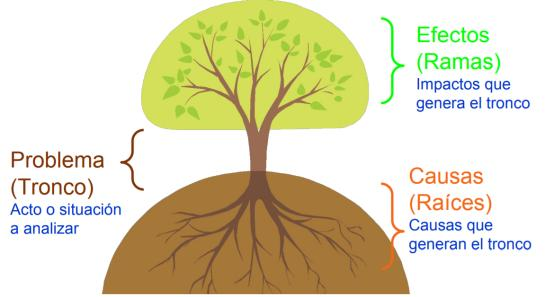 Efectos
(Ramas)
Impactos que
genera el tronco
Problema
(Tronco)
Acto o situación
a analizar
Causas
(Raíces)
Causas que
generan el tronco